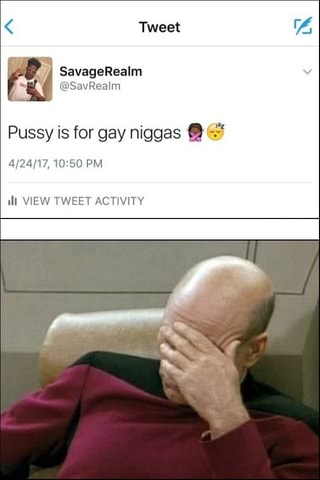 Tweet
SavageRealm
@SavRealm
Pussy is for gay niggas 🙅🏾‍♀️😴
4/24/17, 10:50 PM
VIEW TWEET ACTIVITY